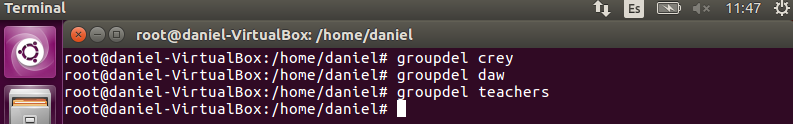 Terminal Es 11:47
root@daniel-VirtualBox: /home/daniel
root@daniel-VirtualBox:/home/daniel# groupdel crey
root@daniel-VirtualBox:/home/daniel# groupdel daw
root@daniel-VirtualBox:/home/daniel# groupdel teachers
root@daniel-VirtualBox:/home/daniel#